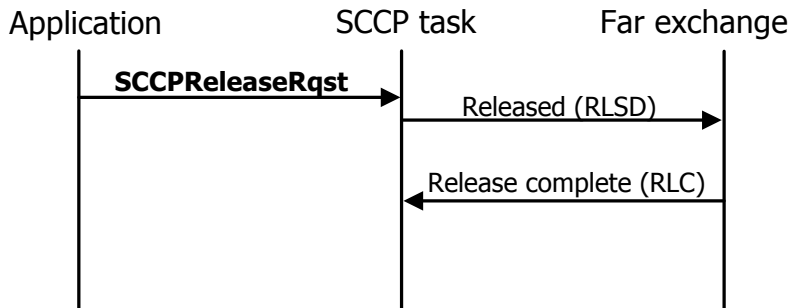 Application
SCCP task
Far exchange
SCCPReleaseRqst
Released (RLSD)
Release complete (RLC)